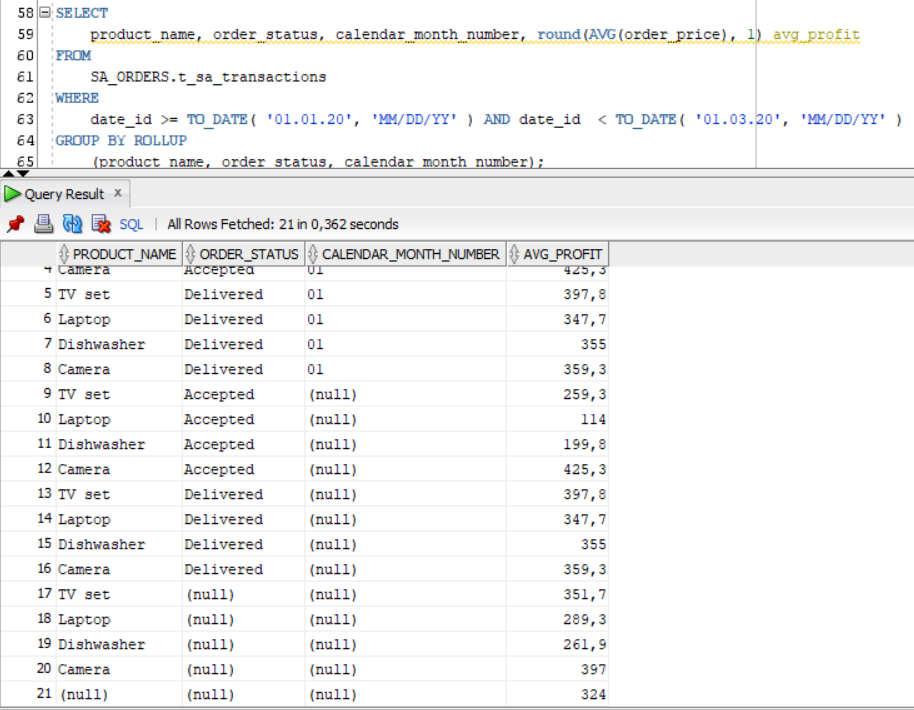 58 SELECT
59 product_name, order_status, calendar_month_number, round(AVG(order_price), 1) avg_profit
60 FROM
61 SA_ORDERS.t_sa_transactions
62 WHERE
63 date_id >= TO_DATE( '01.01.20', 'MM/DD/YY' ) AND date_id < TO_DATE( '01.03.20', 'MM/DD/YY' )
64 GROUP BY ROLLUP
65 (product_name, order_status, calendar_month_number);
Query Result x
SQL | All Rows Fetched: 21 in 0,362 seconds
PRODUCT_NAME ORDER_STATUS CALENDAR_MONTH_NUMBER AVG_PROFIT
4 Camera Accepted 01 425,3
5 TV set Delivered 01 397,8
6 Laptop Delivered 01 347,7
7 Dishwasher Delivered 01 355
8 Camera Delivered 01 359,3
9 TV set Accepted (null) 259,3
10 Laptop Accepted (null) 114
11 Dishwasher Accepted (null) 199,8
12 Camera Accepted (null) 425,3
13 TV set Delivered (null) 397,8
14 Laptop Delivered (null) 347,7
15 Dishwasher Delivered (null) 355
16 Camera Delivered (null) 359,3
17 TV set (null) (null) 351,7
18 Laptop (null) (null) 289,3
19 Dishwasher (null) (null) 261,9
20 Camera (null) (null) 397
21 (null) (null) (null) 324